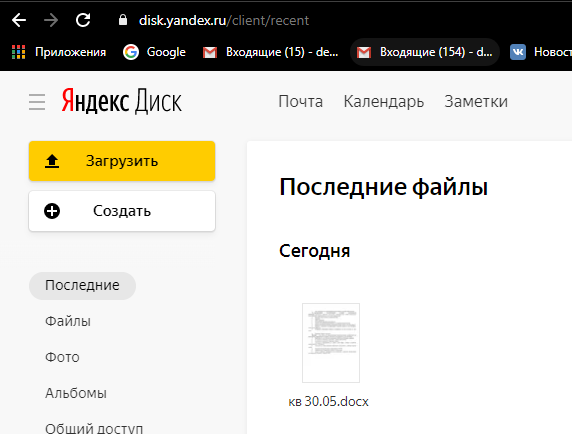 disk.yandex.ru/client/recent
Приложения Google Входящие (15) - de... Входящие (154) - d... Новост
Яндекс Диск Почта Календарь Заметки
Загрузить
Создать
Последние файлы
Сегодня
Последние
Файлы
Фото
Альбомы
Общий доступ
кв 30.05.docx